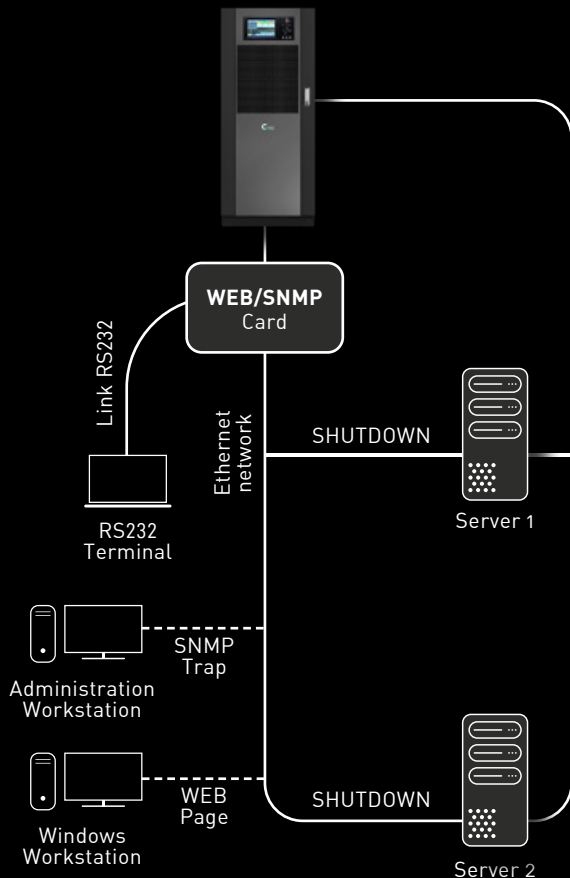 WEB/SNMP
Card
Link RS232
Ethernet
network
SHUTDOWN
Server 1
RS232
Terminal
SNMP
Trap
Administration
Workstation
WEB
Page
SHUTDOWN
Windows
Workstation
Server 2